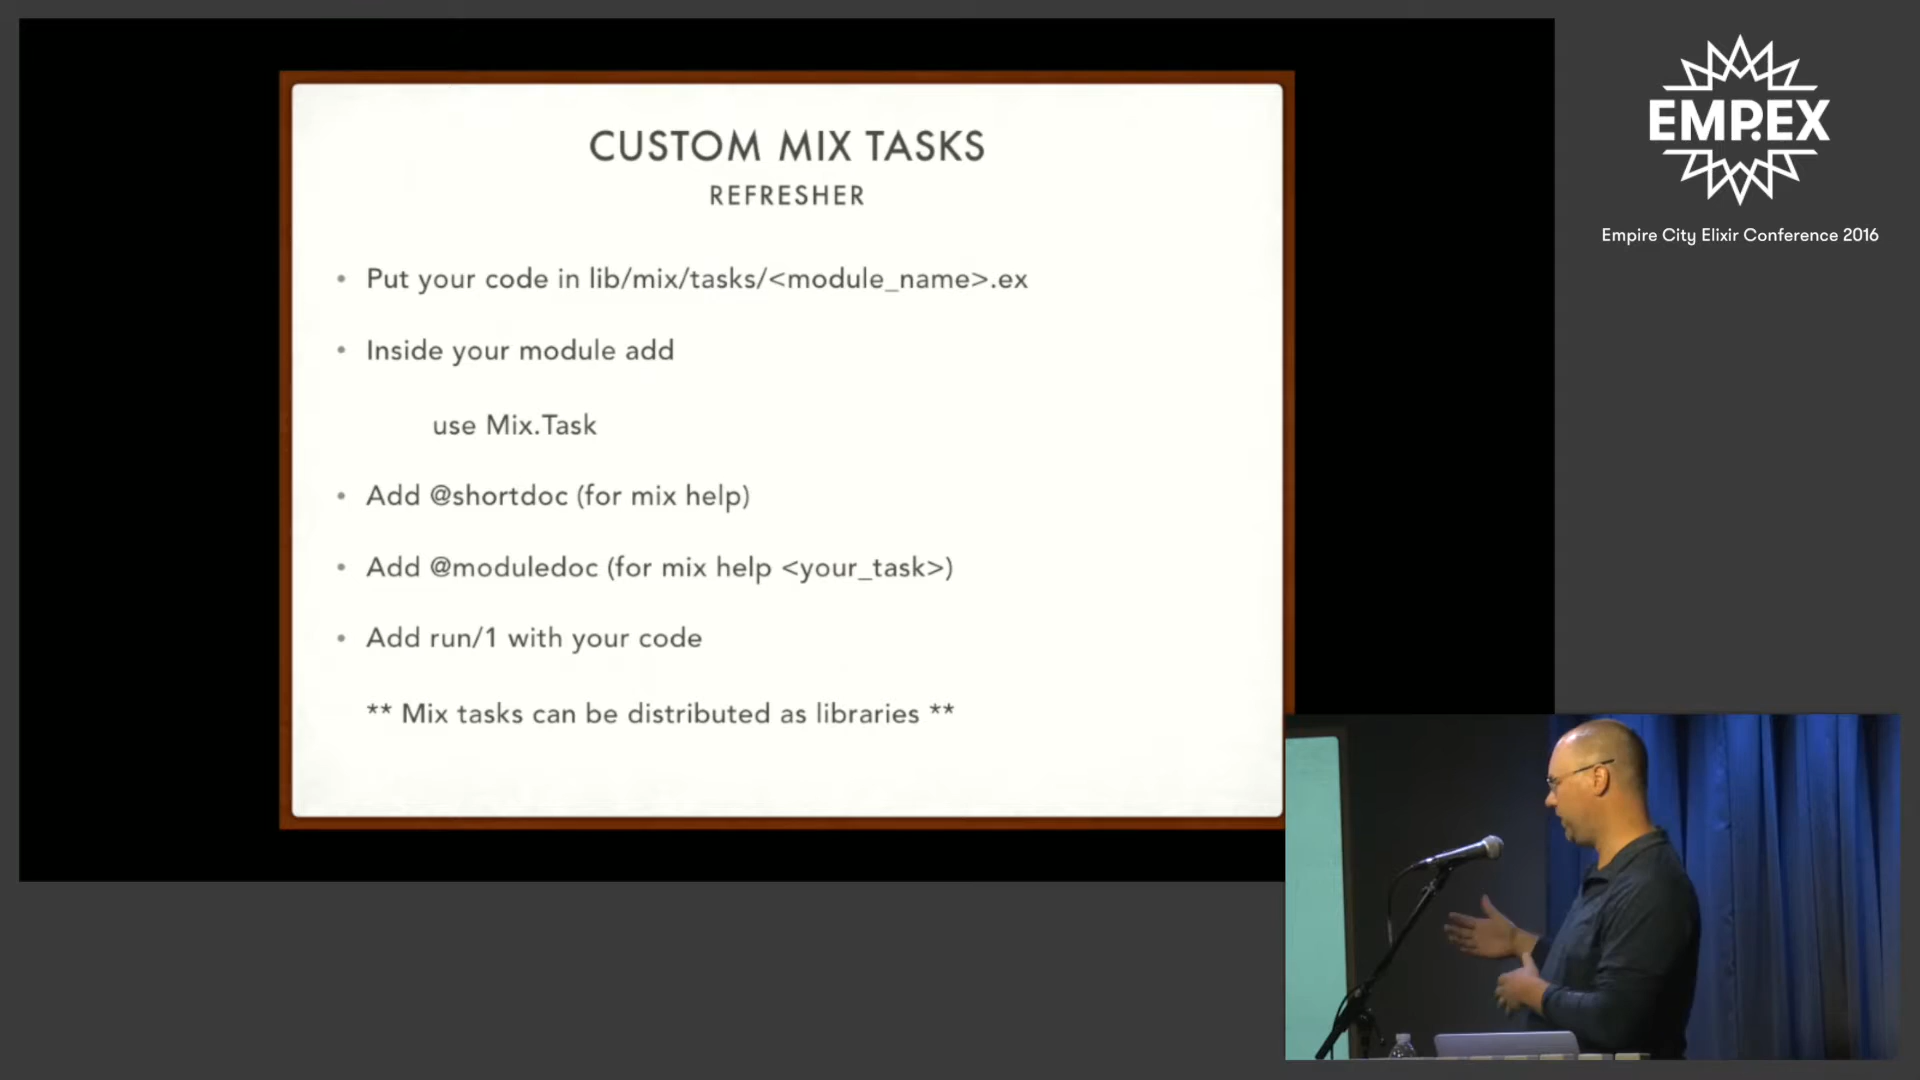 CUSTOM MIX TASKS
REFRESHER
• Put your code in lib/mix/tasks/<module_name>.ex
• Inside your module add
use Mix.Task
• Add @shortdoc (for mix help)
• Add @moduledoc (for mix help <your_task>)
• Add run/1 with your code
** Mix tasks can be distributed as libraries **
EMPEX
Empire City Elixir Conference 2016